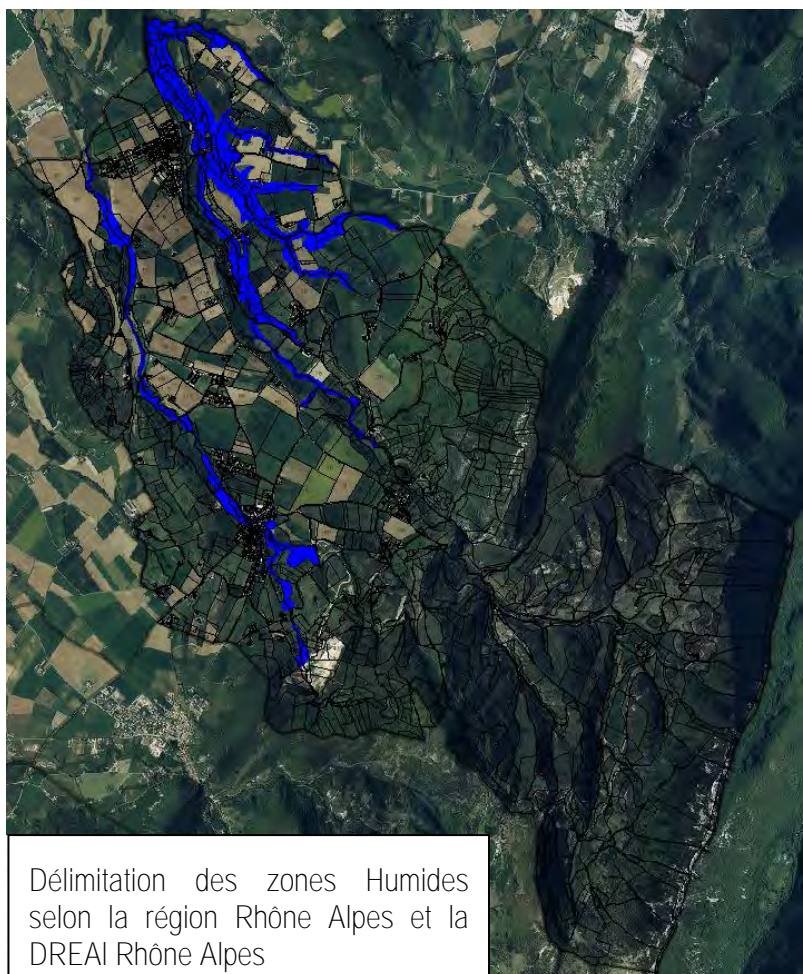 Délimitation des zones Humides
selon la région Rhône Alpes et la
DREAl Rhône Alpes